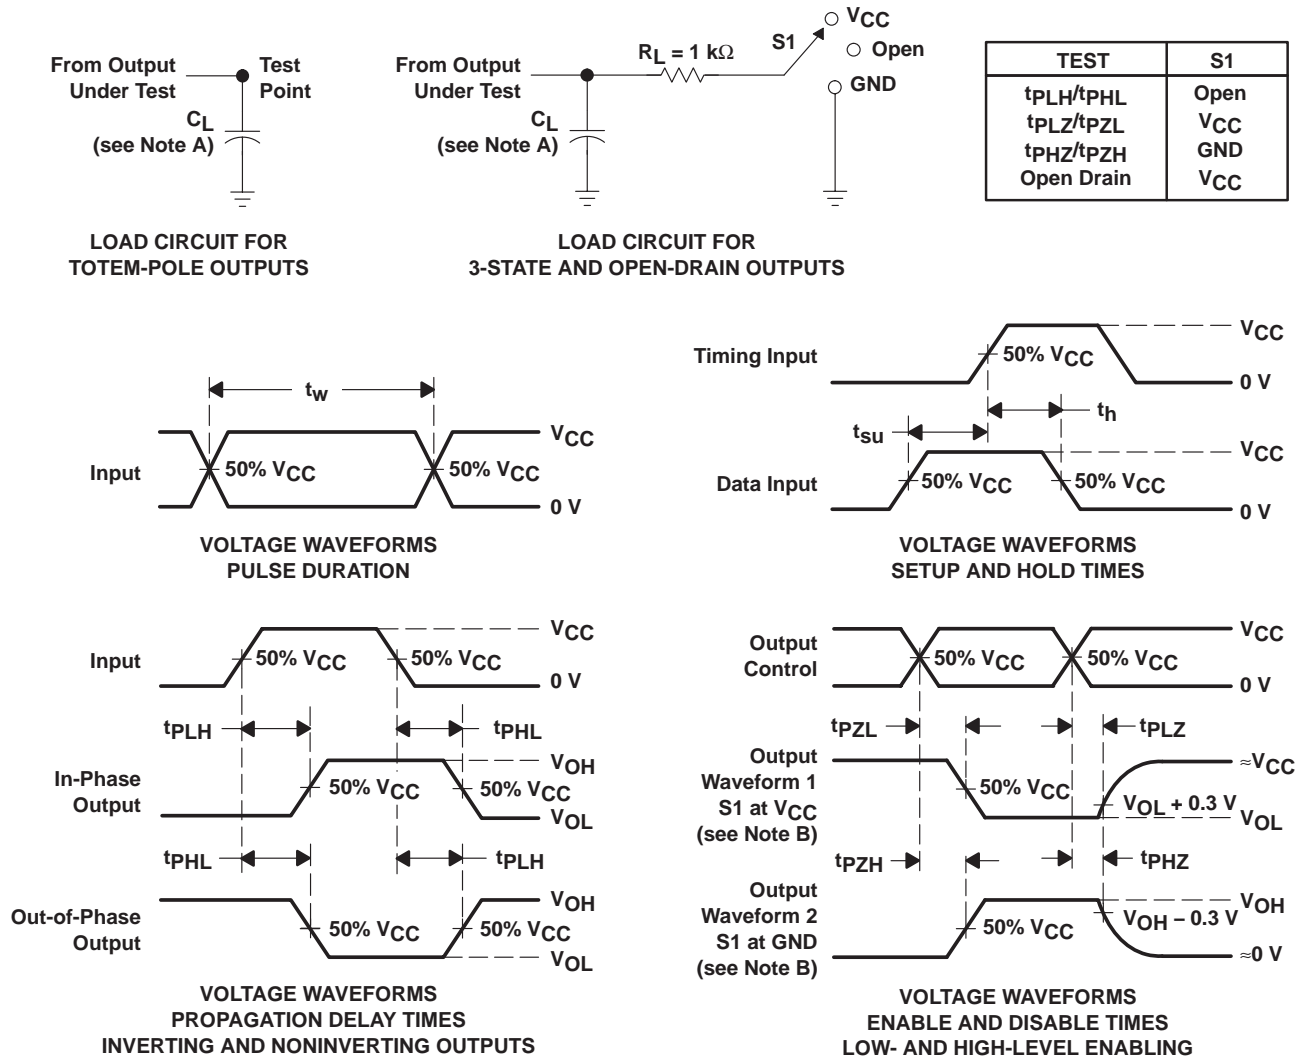 From Output
Under Test
Test
Point
CL
(see Note A)
LOAD CIRCUIT FOR
TOTEM-POLE OUTPUTS
From Output
Under Test
CL
(see Note A)
RL = 1 kΩ
S1
VCC
Open
GND
LOAD CIRCUIT FOR
3-STATE AND OPEN-DRAIN OUTPUTS
TEST S1
tPLH/tPHL Open
tPLZ/tPZL VCC
tPHZ/tPZH GND
Open Drain VCC
tw
Input
50% VCC
50% VCC
VCC
0 V
VOLTAGE WAVEFORMS
PULSE DURATION
Timing Input
50% VCC
VCC
0 V
tsu
th
Data Input
50% VCC
50% VCC
VCC
0 V
VOLTAGE WAVEFORMS
SETUP AND HOLD TIMES
Input
50% VCC
50% VCC
VCC
0 V
tPLH
tPHL
In-Phase
Output
50% VCC
50% VCC
VOH
VOL
tPHL
tPLH
Out-of-Phase
Output
50% VCC
50% VCC
VOH
VOL
VOLTAGE WAVEFORMS
PROPAGATION DELAY TIMES
INVERTING AND NONINVERTING OUTPUTS
Output
Control
50% VCC
50% VCC
VCC
0 V
tPZL
tPLZ
Output
Waveform 1
S1 at VCC
(see Note B)
50% VCC
VOL + 0.3 V
≈VCC
VOL
tPZH
tPHZ
Output
Waveform 2
S1 at GND
(see Note B)
50% VCC
VOH − 0.3 V
VOH
≈0 V
VOLTAGE WAVEFORMS
ENABLE AND DISABLE TIMES
LOW- AND HIGH-LEVEL ENABLING